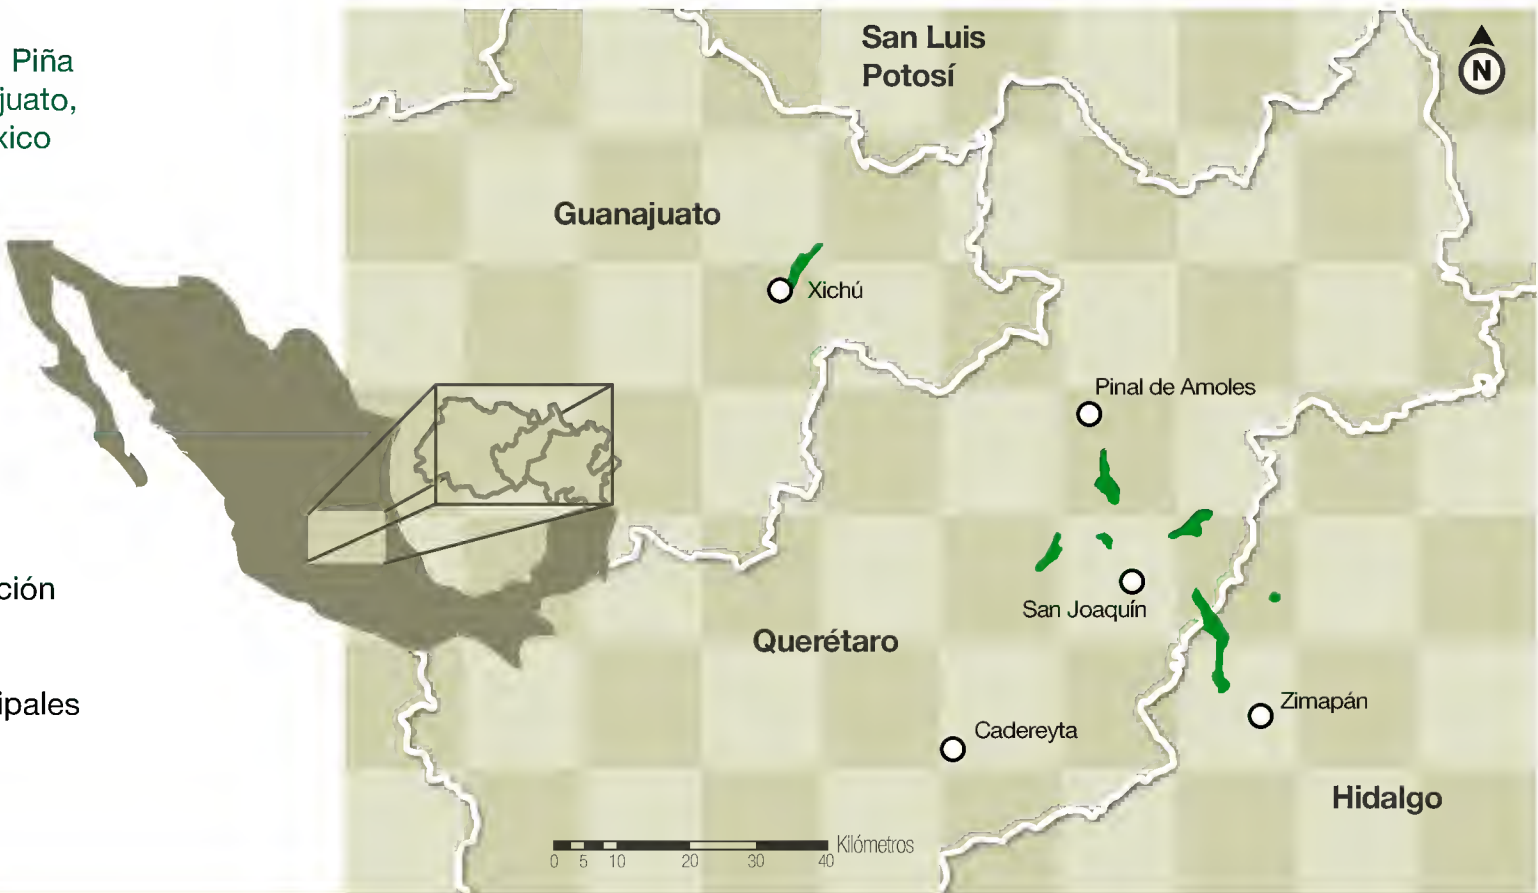 Piña
juato,
xico
San Luis
Potosí
N
Guanajuato
Xichú
Pinal de Amoles
ción
San Joaquín
Querétaro
ipales
Zimapán
Cadereyta
Hidalgo
Kilómetros
0 5 10 20 30 40